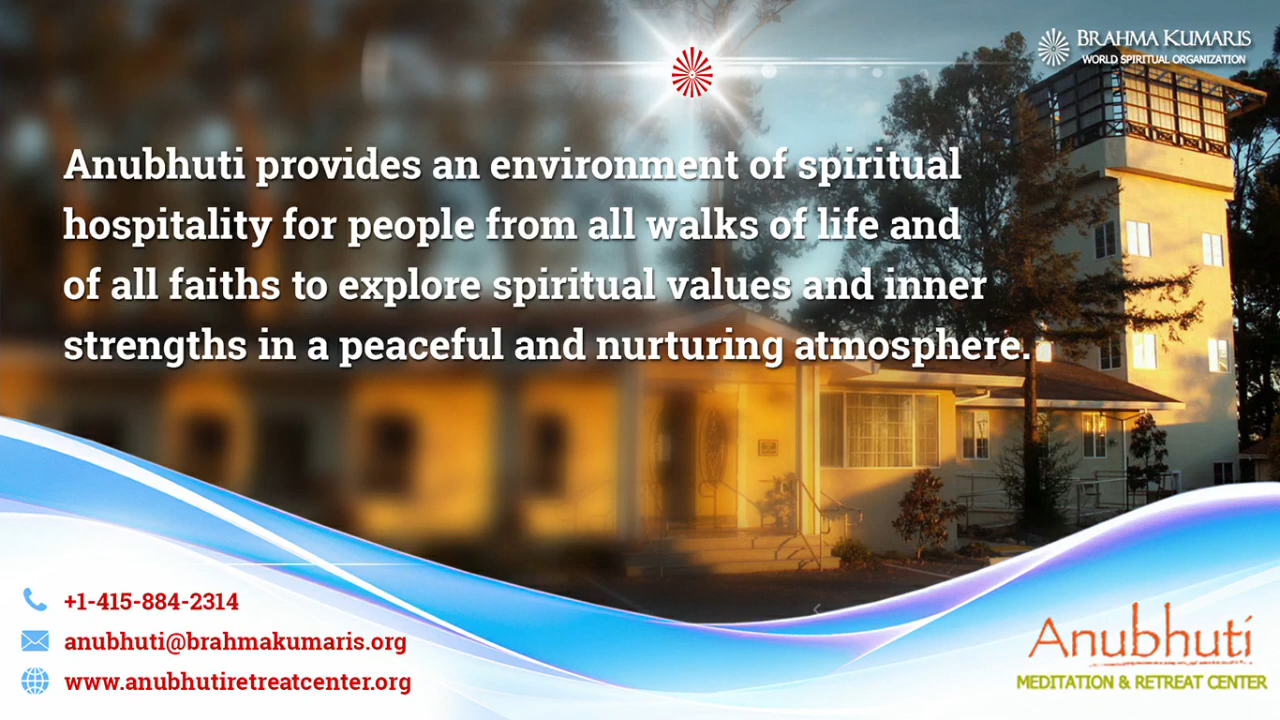 BRAHMA KUMARIS
WORLD SPIRITUAL ORGANIZATION
Anubhuti provides an environment of spiritual
hospitality for people from all walks of life and
of all faiths to explore spiritual values and inner
strengths in a peaceful and nurturing atmosphere.
+1-415-884-2314
anubhuti@brahmakumaris.org
www.anubhutiretreatcenter.org
Anubhuti
MEDITATION & RETREAT CENTER